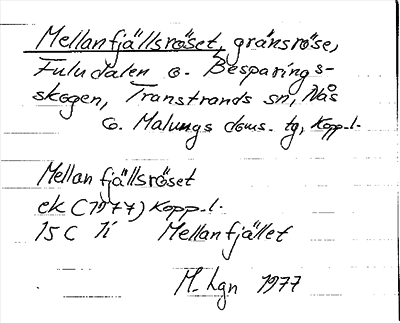 Mellanfjällsröset, gränsröse,
Fuludalen o. Besparings-
skogen, Transtrands sn, Nås
o. Malungs doms. tg, Kopp. l.
Mellanfjällsröset
ek (1977) Kopp. l.
15 C 1i Mellanfjället
M. Lgn 1977